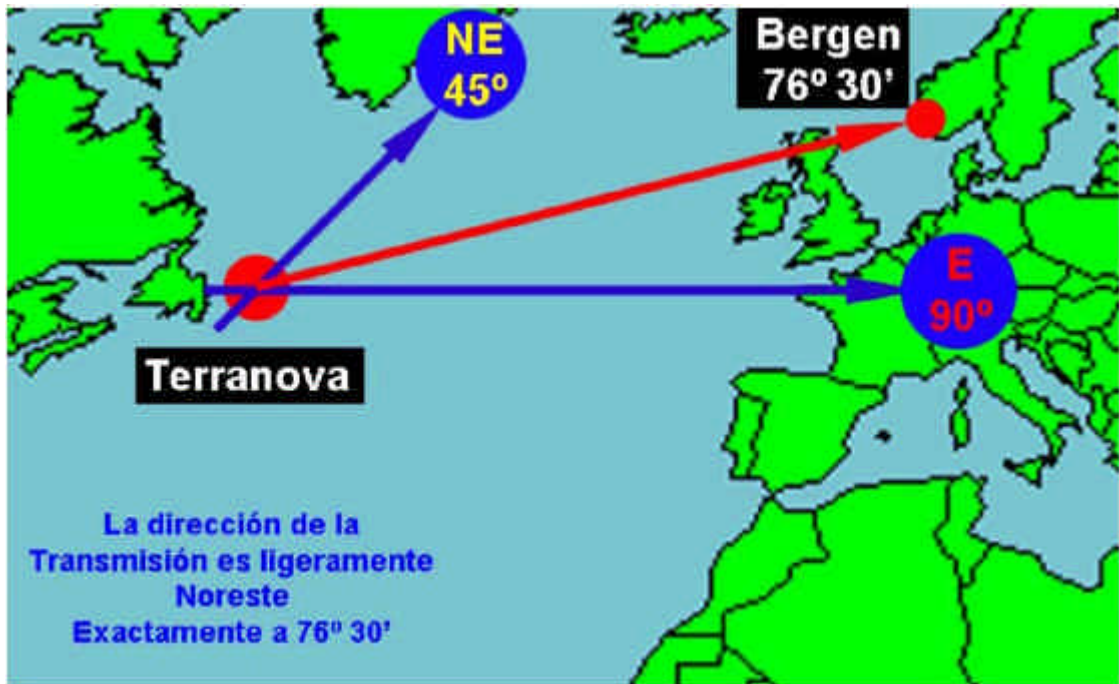 NE
45º
Bergen
76º 30’
E
90º
Terranova
La dirección de la
Transmisión es ligeramente
Noreste
Exactamente a 76º 30’